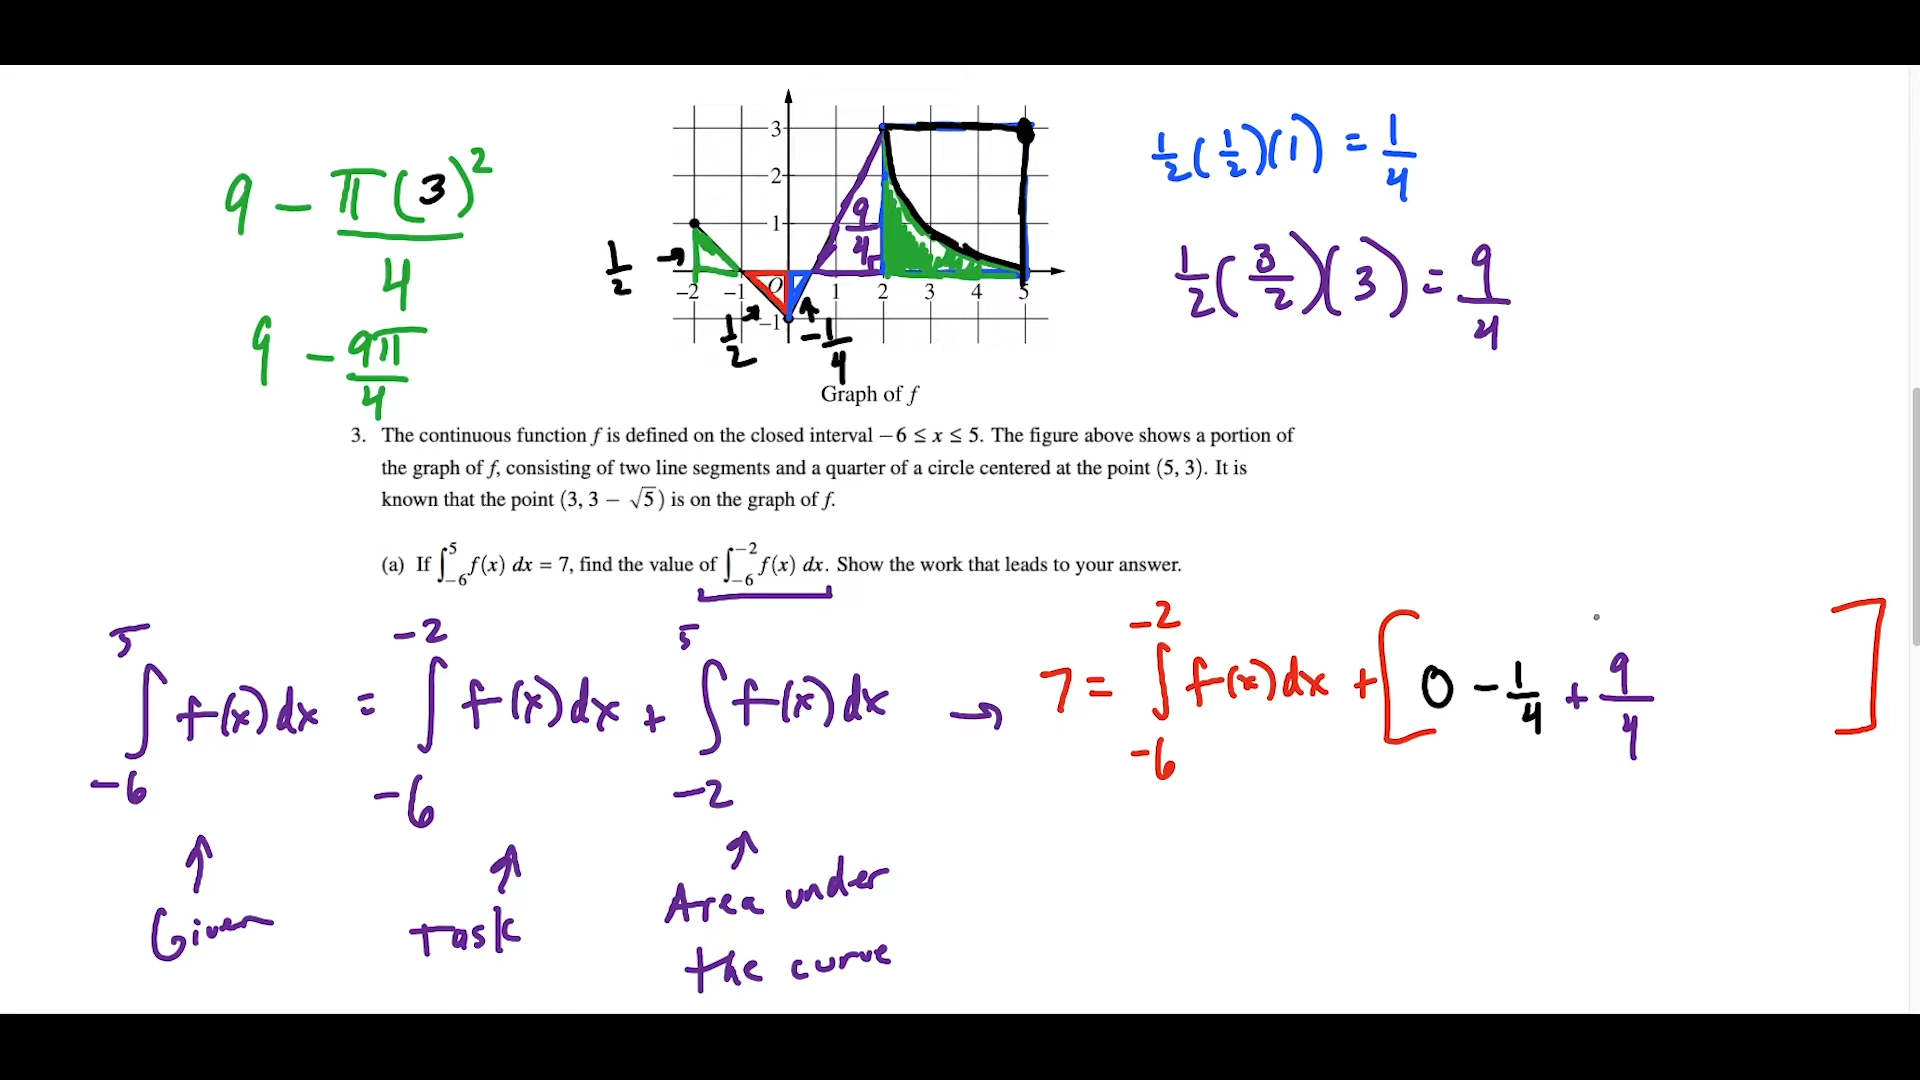 9 - π(3)²/4
9 - 9π/4
3
2
1
-1
-2 -1 O 1 2 3 4 5
1/2 →
1/2
-1/4
9/4
Graph of f
1/2(1/2)(1) = 1/4
1/2(3/2)(3) = 9/4
3. The continuous function f is defined on the closed interval −6 ≤ x ≤ 5. The figure above shows a portion of
the graph of f, consisting of two line segments and a quarter of a circle centered at the point (5, 3). It is
known that the point (3, 3 − √5) is on the graph of f.
(a) If ∫_{−6}^{5} f(x) dx = 7, find the value of ∫_{−6}^{−2} f(x) dx. Show the work that leads to your answer.
∫_{-6}^{5} f(x)dx = ∫_{-6}^{-2} f(x)dx + ∫_{-2}^{5} f(x)dx → 7 = ∫_{-6}^{-2} f(x)dx + [0 - 1/4 + 9/4 ]
↑ ↑ ↑
Given Task Area under
the curve